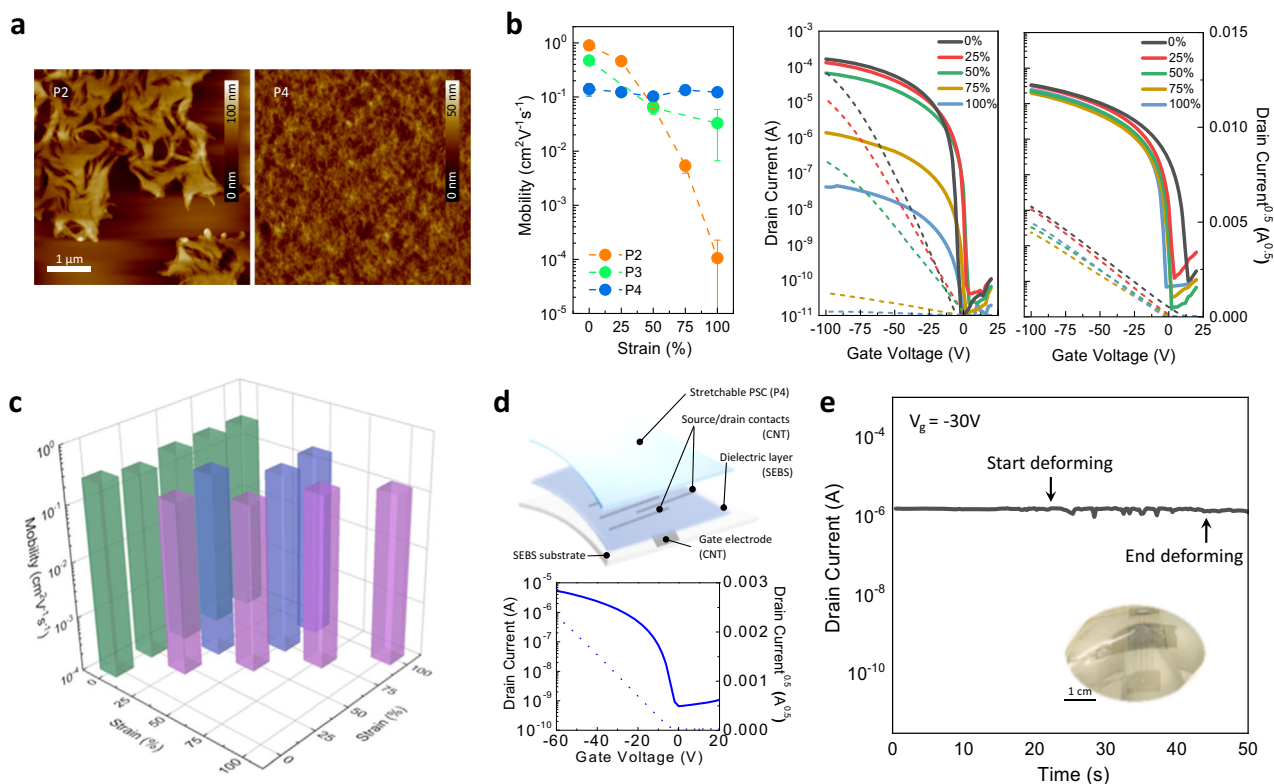 a
P2
100 nm
0 nm
1 µm
P4
50 nm
0 nm
b
10⁰
10⁻¹
10⁻²
10⁻³
10⁻⁴
10⁻⁵
Mobility (cm²V⁻¹s⁻¹)
P2
P3
P4
0 25 50 75 100
Strain (%)
10⁻³
10⁻⁴
10⁻⁵
10⁻⁶
10⁻⁷
10⁻⁸
10⁻⁹
10⁻¹⁰
10⁻¹¹
Drain Current (A)
0%
25%
50%
75%
100%
-100 -75 -50 -25 0 25
Gate Voltage (V)
0%
25%
50%
75%
100%
-100 -75 -50 -25 0 25
Gate Voltage (V)
0.015
0.010
0.005
0.000
Drain Current⁰·⁵ (A⁰·⁵)
c
10⁰
10⁻¹
10⁻²
10⁻³
10⁻⁴
Mobility (cm²V⁻¹s⁻¹)
0
25
50
75
100
Strain (%)
0
25
50
75
100
Strain (%)
d
Stretchable PSC (P4)
Source/drain contacts
(CNT)
Dielectric layer
(SEBS)
Gate electrode
(CNT)
SEBS substrate
10⁻⁵
10⁻⁶
10⁻⁷
10⁻⁸
10⁻⁹
10⁻¹⁰
Drain Current (A)
-60 -40 -20 0 20
Gate Voltage (V)
0.003
0.002
0.001
0.000
Drain Current⁰·⁵ (A⁰·⁵)
e
V_g = -30V
Start deforming
End deforming
10⁻⁴
10⁻⁶
10⁻⁸
10⁻¹⁰
Drain Current (A)
1 cm
0 10 20 30 40 50
Time (s)